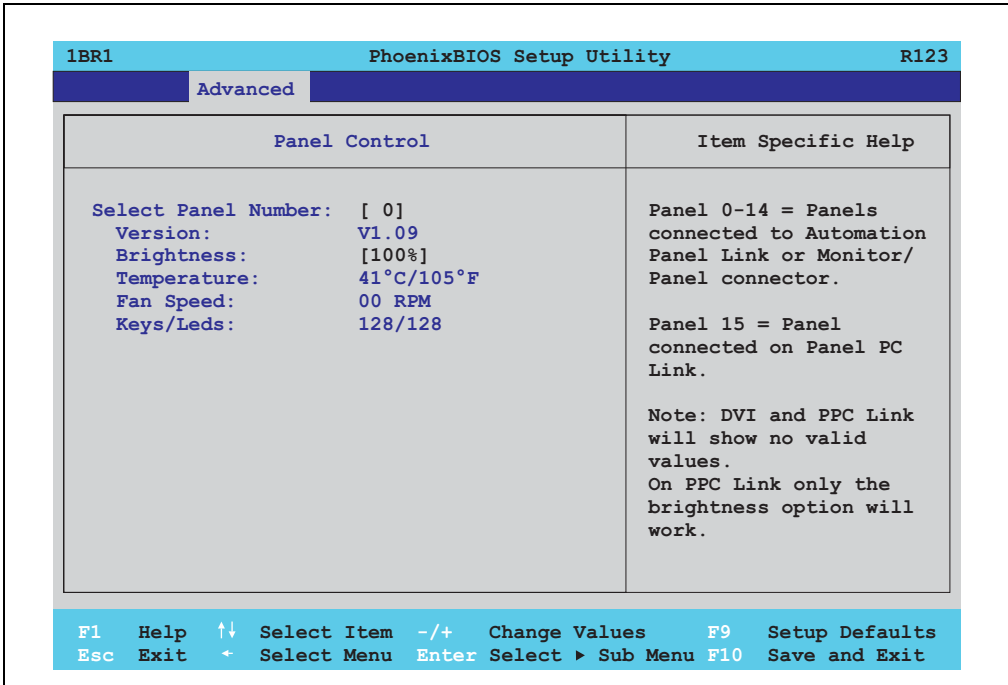 1BR1 PhoenixBIOS Setup Utility R123
Advanced
Panel Control
Select Panel Number: [ 0]
Version: V1.09
Brightness: [100%]
Temperature: 41°C/105°F
Fan Speed: 00 RPM
Keys/Leds: 128/128
Item Specific Help
Panel 0-14 = Panels
connected to Automation
Panel Link or Monitor/
Panel connector.
Panel 15 = Panel
connected on Panel PC
Link.
Note: DVI and PPC Link
will show no valid
values.
On PPC Link only the
brightness option will
work.
F1 Help ↑↓ Select Item -/+ Change Values F9 Setup Defaults
Esc Exit ← Select Menu Enter Select ▸ Sub Menu F10 Save and Exit